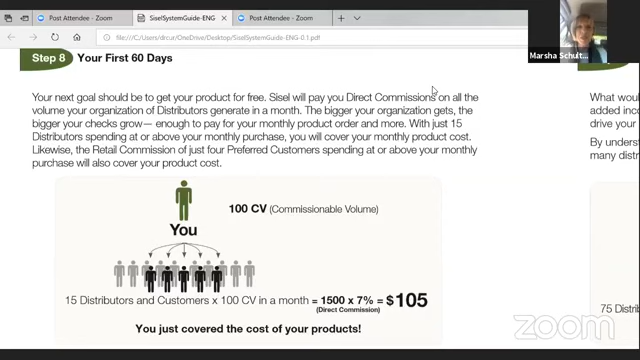 Post Attendee - Zoom
SiselSystemGuide-ENG
Post Attendee - Zoom
file:///C:/Users/drcur/OneDrive/Desktop/SiselSystemGuide-ENG-0.1.pdf
Marsha Schult...
Step 8 Your First 60 Days
Your next goal should be to get your product for free. Sisel will pay you Direct Commissions on all the
volume your organization of Distributors generate in a month. The bigger your organization gets, the
bigger your checks grow— enough to pay for your monthly product order and more. With just 15
Distributors spending at or above your monthly purchase, you will cover your monthly product cost.
Likewise, the Retail Commission of just four Preferred Customers spending at or above your monthly
purchase will also cover your product cost.
What wou
added inco
drive your
By unders
many distri
100 CV (Commissionable Volume)
You
15 Distributors and Customers x 100 CV in a month = 1500 x 7% = $105
(Direct Commission)
You just covered the cost of your products!
75 Distri
zoom